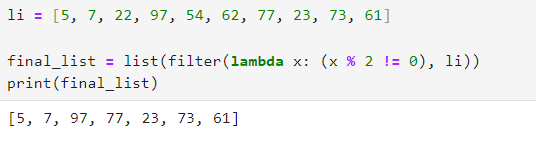 li = [5, 7, 22, 97, 54, 62, 77, 23, 73, 61]
final_list = list(filter(lambda x: (x % 2 != 0), li))
print(final_list)
[5, 7, 97, 77, 23, 73, 61]